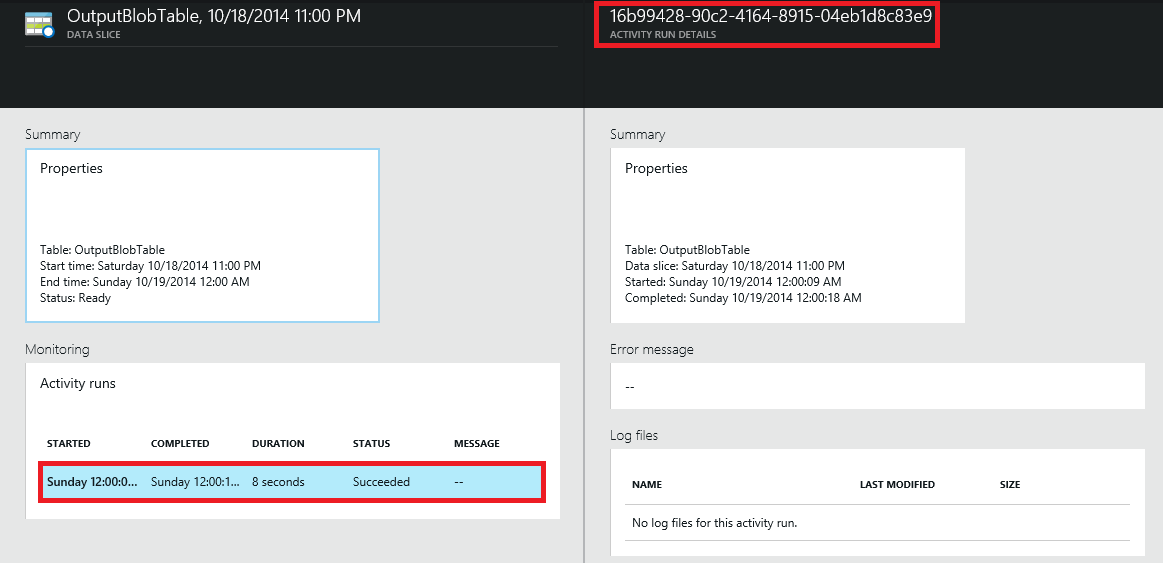 OutputBlobTable, 10/18/2014 11:00 PM
DATA SLICE
Summary
Properties
Table: OutputBlobTable
Start time: Saturday 10/18/2014 11:00 PM
End time: Sunday 10/19/2014 12:00 AM
Status: Ready
Monitoring
Activity runs
STARTED COMPLETED DURATION STATUS MESSAGE
Sunday 12:00:0... Sunday 12:00:1... 8 seconds Succeeded --
16b99428-90c2-4164-8915-04eb1d8c83e9
ACTIVITY RUN DETAILS
Summary
Properties
Table: OutputBlobTable
Data slice: Saturday 10/18/2014 11:00 PM
Started: Sunday 10/19/2014 12:00:09 AM
Completed: Sunday 10/19/2014 12:00:18 AM
Error message
--
Log files
NAME LAST MODIFIED SIZE
No log files for this activity run.